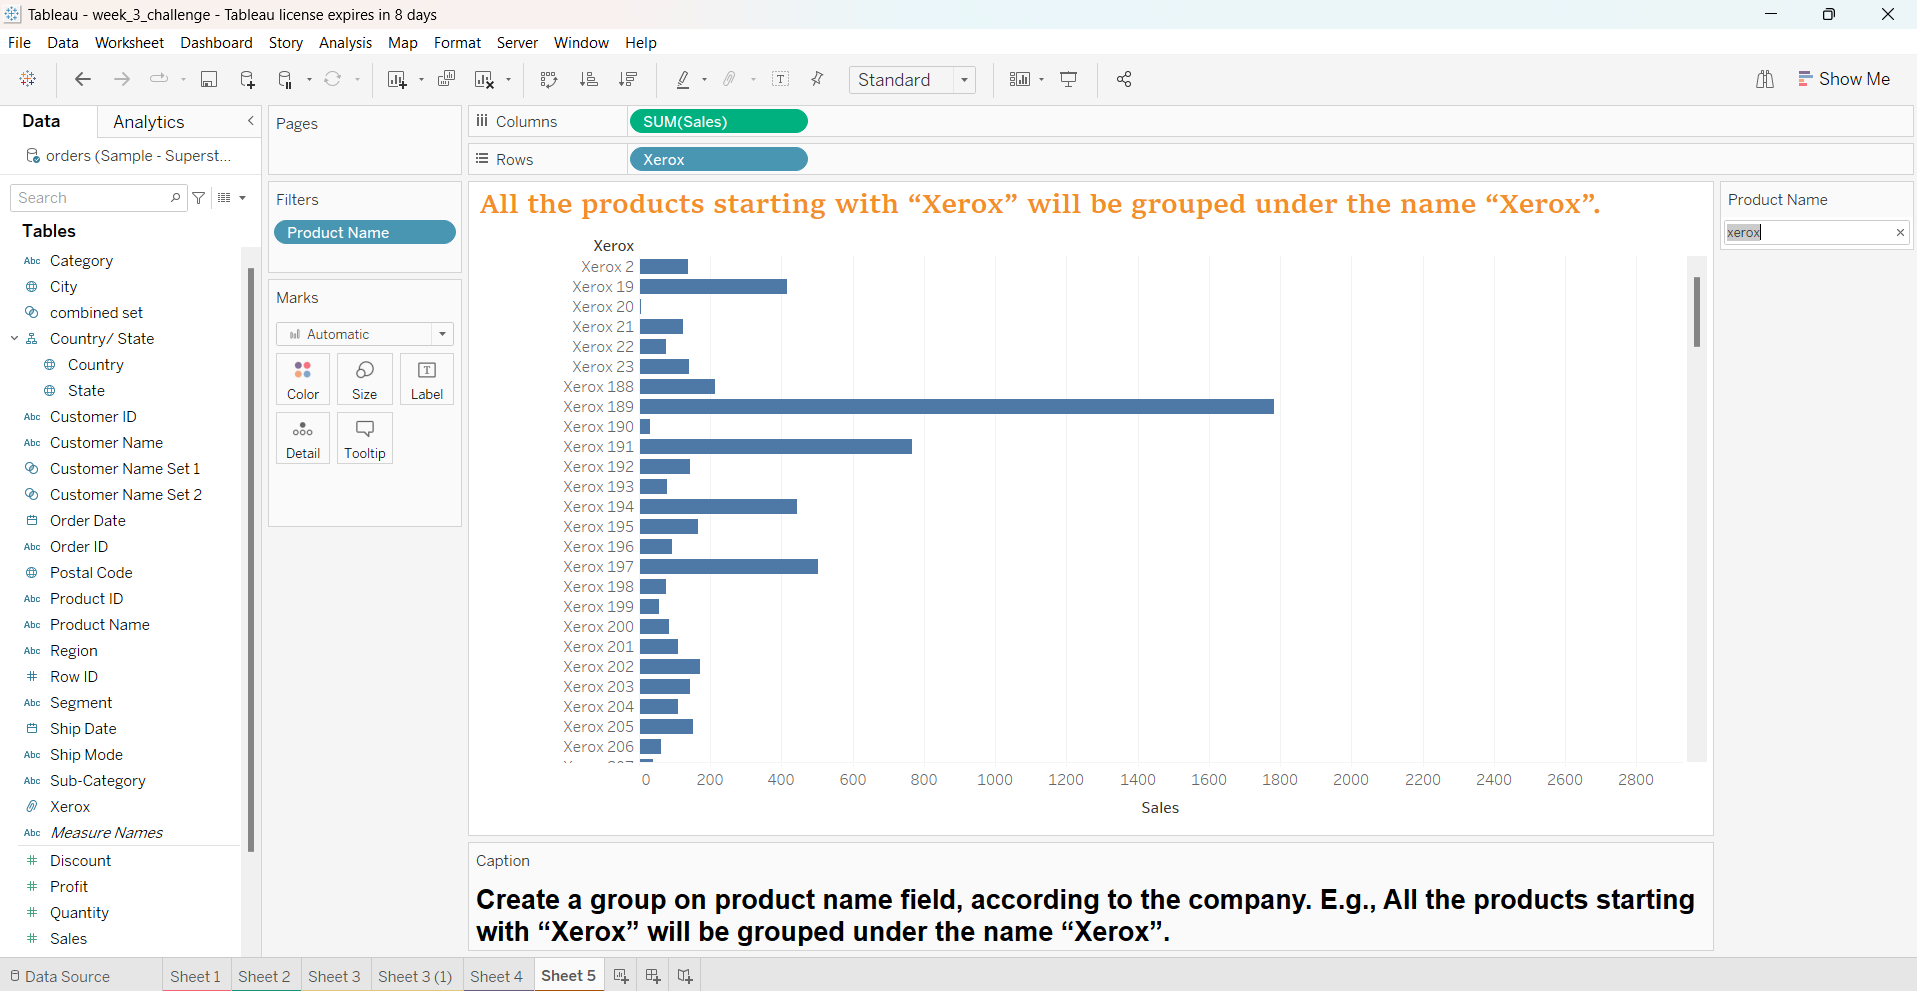 Tableau - week_3_challenge - Tableau license expires in 8 days
File Data Worksheet Dashboard Story Analysis Map Format Server Window Help
Standard
Show Me
Data Analytics
orders (Sample - Superst...
Search
Tables
Abc Category
City
combined set
Country/ State
Country
State
Abc Customer ID
Abc Customer Name
Customer Name Set 1
Customer Name Set 2
Order Date
Abc Order ID
Postal Code
Abc Product ID
Abc Product Name
Abc Region
# Row ID
Abc Segment
Ship Date
Abc Ship Mode
Abc Sub-Category
Xerox
Abc Measure Names
# Discount
# Profit
# Quantity
# Sales
Pages
Filters
Product Name
Marks
Automatic
Color Size Label
Detail Tooltip
Columns SUM(Sales)
Rows Xerox
All the products starting with “Xerox” will be grouped under the name “Xerox”.
Xerox
Xerox 2
Xerox 19
Xerox 20
Xerox 21
Xerox 22
Xerox 23
Xerox 188
Xerox 189
Xerox 190
Xerox 191
Xerox 192
Xerox 193
Xerox 194
Xerox 195
Xerox 196
Xerox 197
Xerox 198
Xerox 199
Xerox 200
Xerox 201
Xerox 202
Xerox 203
Xerox 204
Xerox 205
Xerox 206
0 200 400 600 800 1000 1200 1400 1600 1800 2000 2200 2400 2600 2800
Sales
Product Name
xerox
Caption
Create a group on product name field, according to the company. E.g., All the products starting
with “Xerox” will be grouped under the name “Xerox”.
Data Source Sheet 1 Sheet 2 Sheet 3 Sheet 3 (1) Sheet 4 Sheet 5